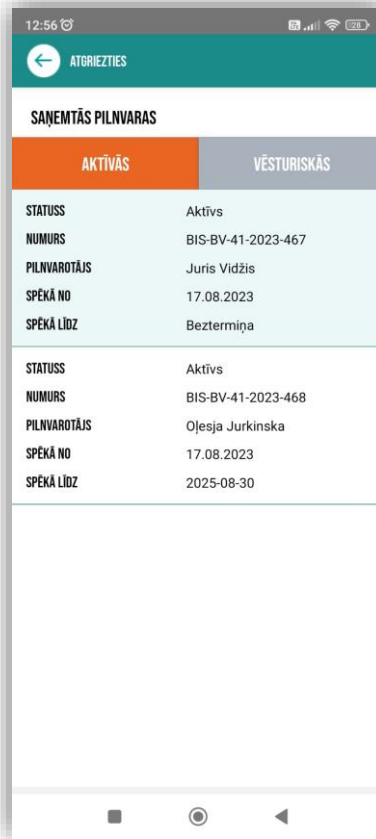 12:56
28
ATGRIEZTIES
SAŅEMTĀS PILNVARAS
AKTĪVĀS VĒSTURISKĀS
STATUSS Aktīvs
NUMURS BIS-BV-41-2023-467
PILNVAROTĀJS Juris Vidžis
SPĒKĀ NO 17.08.2023
SPĒKĀ LĪDZ Beztermiņa
STATUSS Aktīvs
NUMURS BIS-BV-41-2023-468
PILNVAROTĀJS Oļesja Jurkinska
SPĒKĀ NO 17.08.2023
SPĒKĀ LĪDZ 2025-08-30